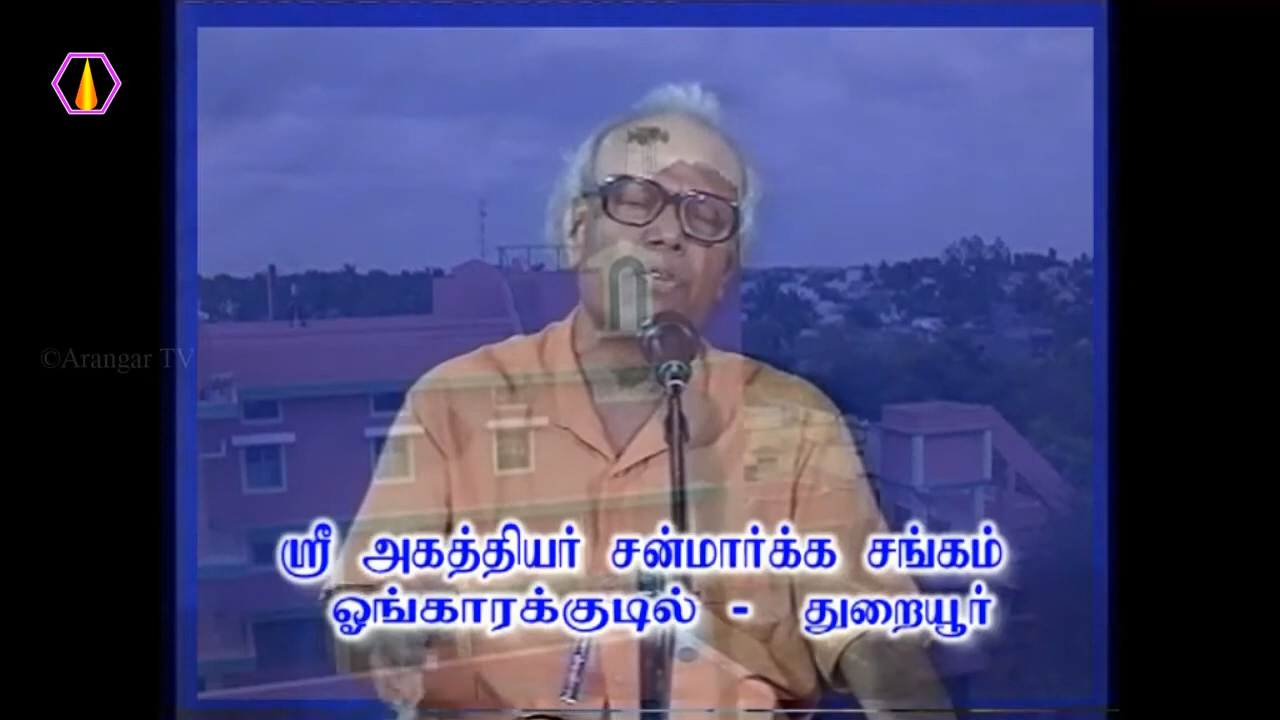 ©Arangar TV
ஸ்ரீ அகத்தியர் சன்மார்க்க சங்கம்
ஓங்காரக்குடில் - துறையூர்